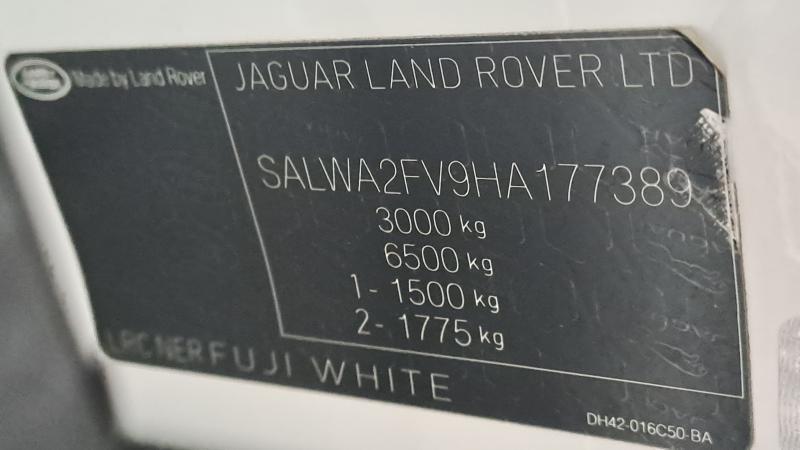 Made by Land Rover
JAGUAR LAND ROVER LTD
SALWA2FV9HA177389
3000 kg
6500 kg
1- 1500 kg
2- 1775 kg
LRC NER FUJI WHITE
DH42-016C50-BA